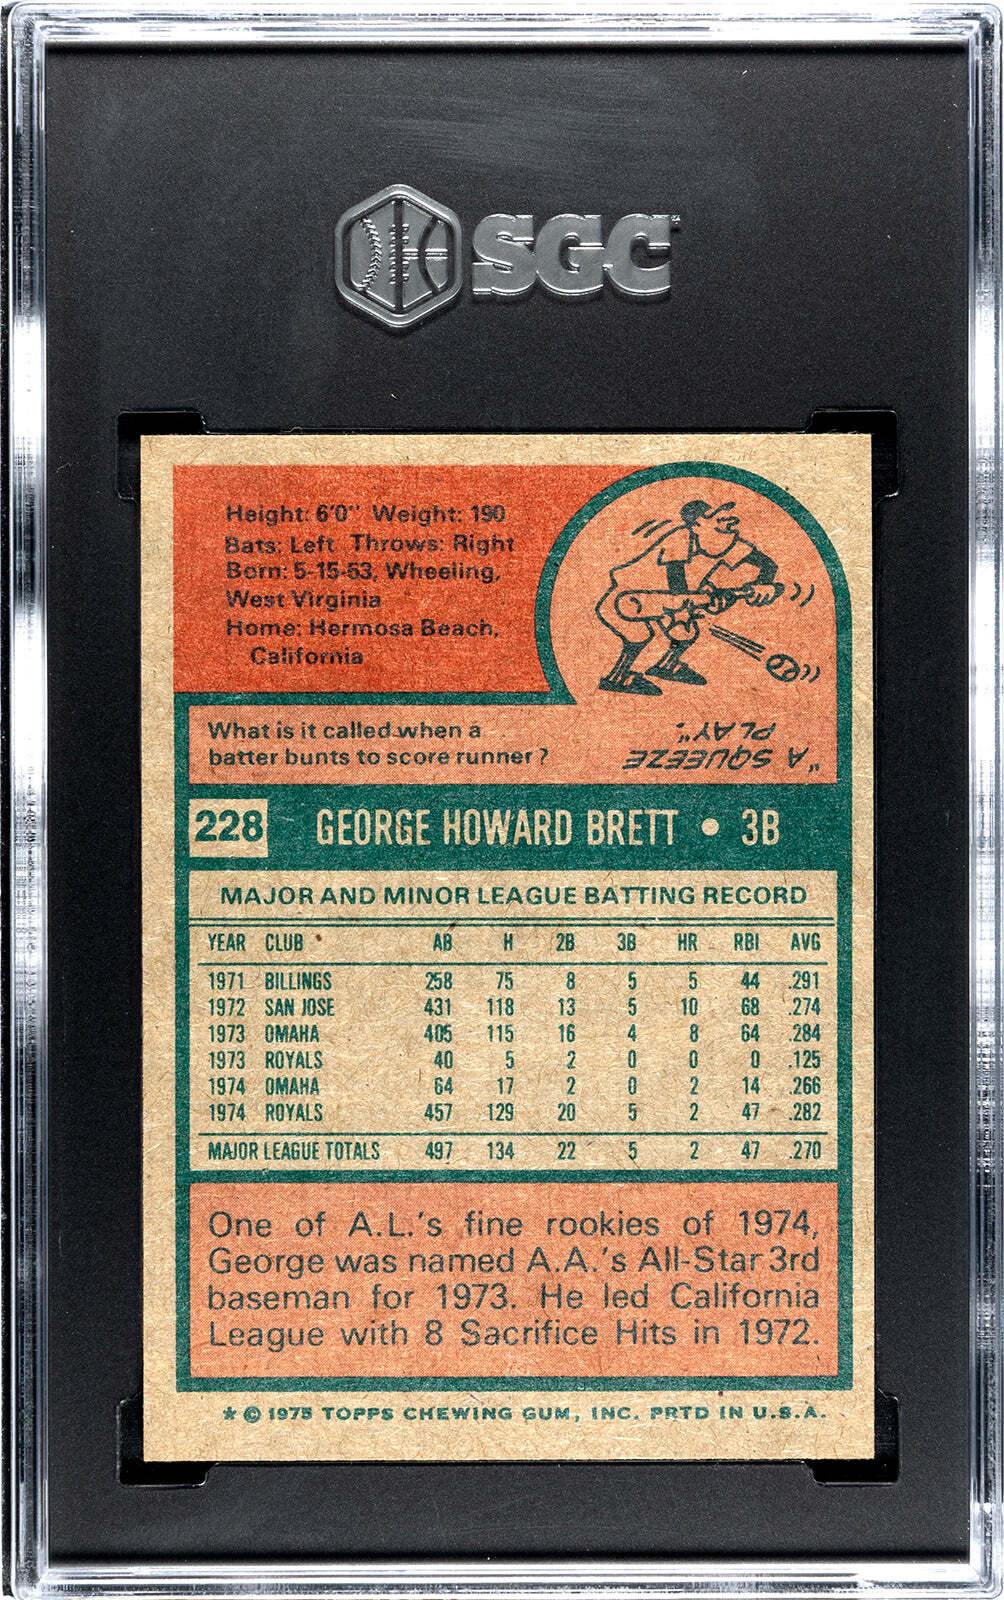 SGC
Height: 6'0" Weight: 190
Bats: Left Throws: Right
Born: 5-15-53, Wheeling,
West Virginia
Home: Hermosa Beach,
California
What is it called when a
batter bunts to score runner?
"A SQUEEZE
PLAY".
228 GEORGE HOWARD BRETT • 3B
MAJOR AND MINOR LEAGUE BATTING RECORD
YEAR CLUB AB H 2B 3B HR RBI AVG
1971 BILLINGS 258 75 8 5 5 44 .291
1972 SAN JOSE 431 118 13 5 10 68 .274
1973 OMAHA 405 115 16 4 8 64 .284
1973 ROYALS 40 5 2 0 0 0 .125
1974 OMAHA 64 17 2 0 2 14 .266
1974 ROYALS 457 129 20 5 2 47 .282
MAJOR LEAGUE TOTALS 497 134 22 5 2 47 .270
One of A.L.'s fine rookies of 1974,
George was named A.A.'s All-Star 3rd
baseman for 1973. He led California
League with 8 Sacrifice Hits in 1972.
* © 1975 TOPPS CHEWING GUM, INC. PRTD IN U.S.A.